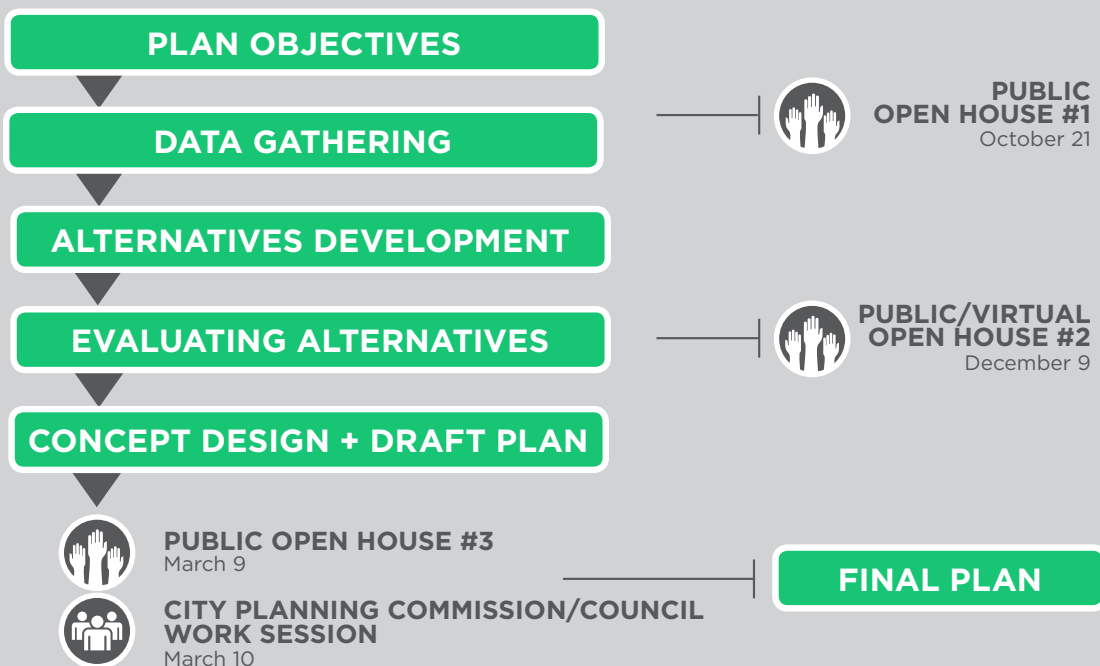 PLAN OBJECTIVES
PUBLIC
OPEN HOUSE #1
October 21
DATA GATHERING
ALTERNATIVES DEVELOPMENT
EVALUATING ALTERNATIVES
PUBLIC/VIRTUAL
OPEN HOUSE #2
December 9
CONCEPT DESIGN + DRAFT PLAN
PUBLIC OPEN HOUSE #3
March 9
CITY PLANNING COMMISSION/COUNCIL
WORK SESSION
March 10
FINAL PLAN